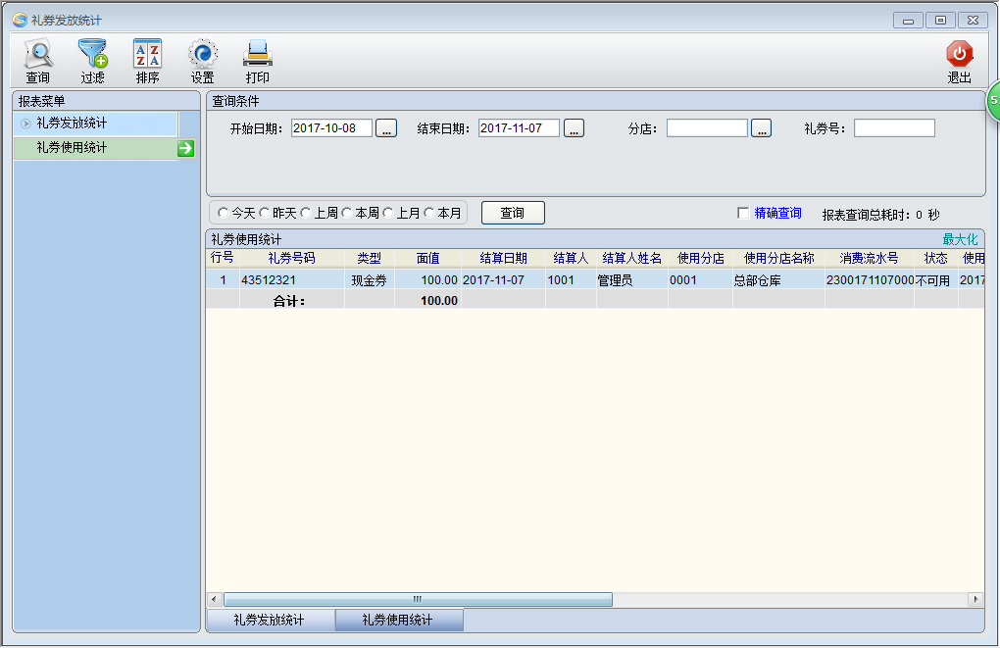 礼券发放统计
查询 过滤 排序 设置 打印 退出
报表菜单
礼券发放统计
礼券使用统计
查询条件
开始日期： 2017-10-08 ... 结束日期： 2017-11-07 ... 分店： ... 礼券号：
今天 昨天 上周 本周 上月 本月 查询 精确查询 报表查询总耗时：0 秒
礼券使用统计 最大化
行号 礼券号码 类型 面值 结算日期 结算人 结算人姓名 使用分店 使用分店名称 消费流水号 状态 使用
1 43512321 现金券 100.00 2017-11-07 1001 管理员 0001 总部仓库 2300171107000 不可用 2017
合计： 100.00
礼券发放统计 礼券使用统计